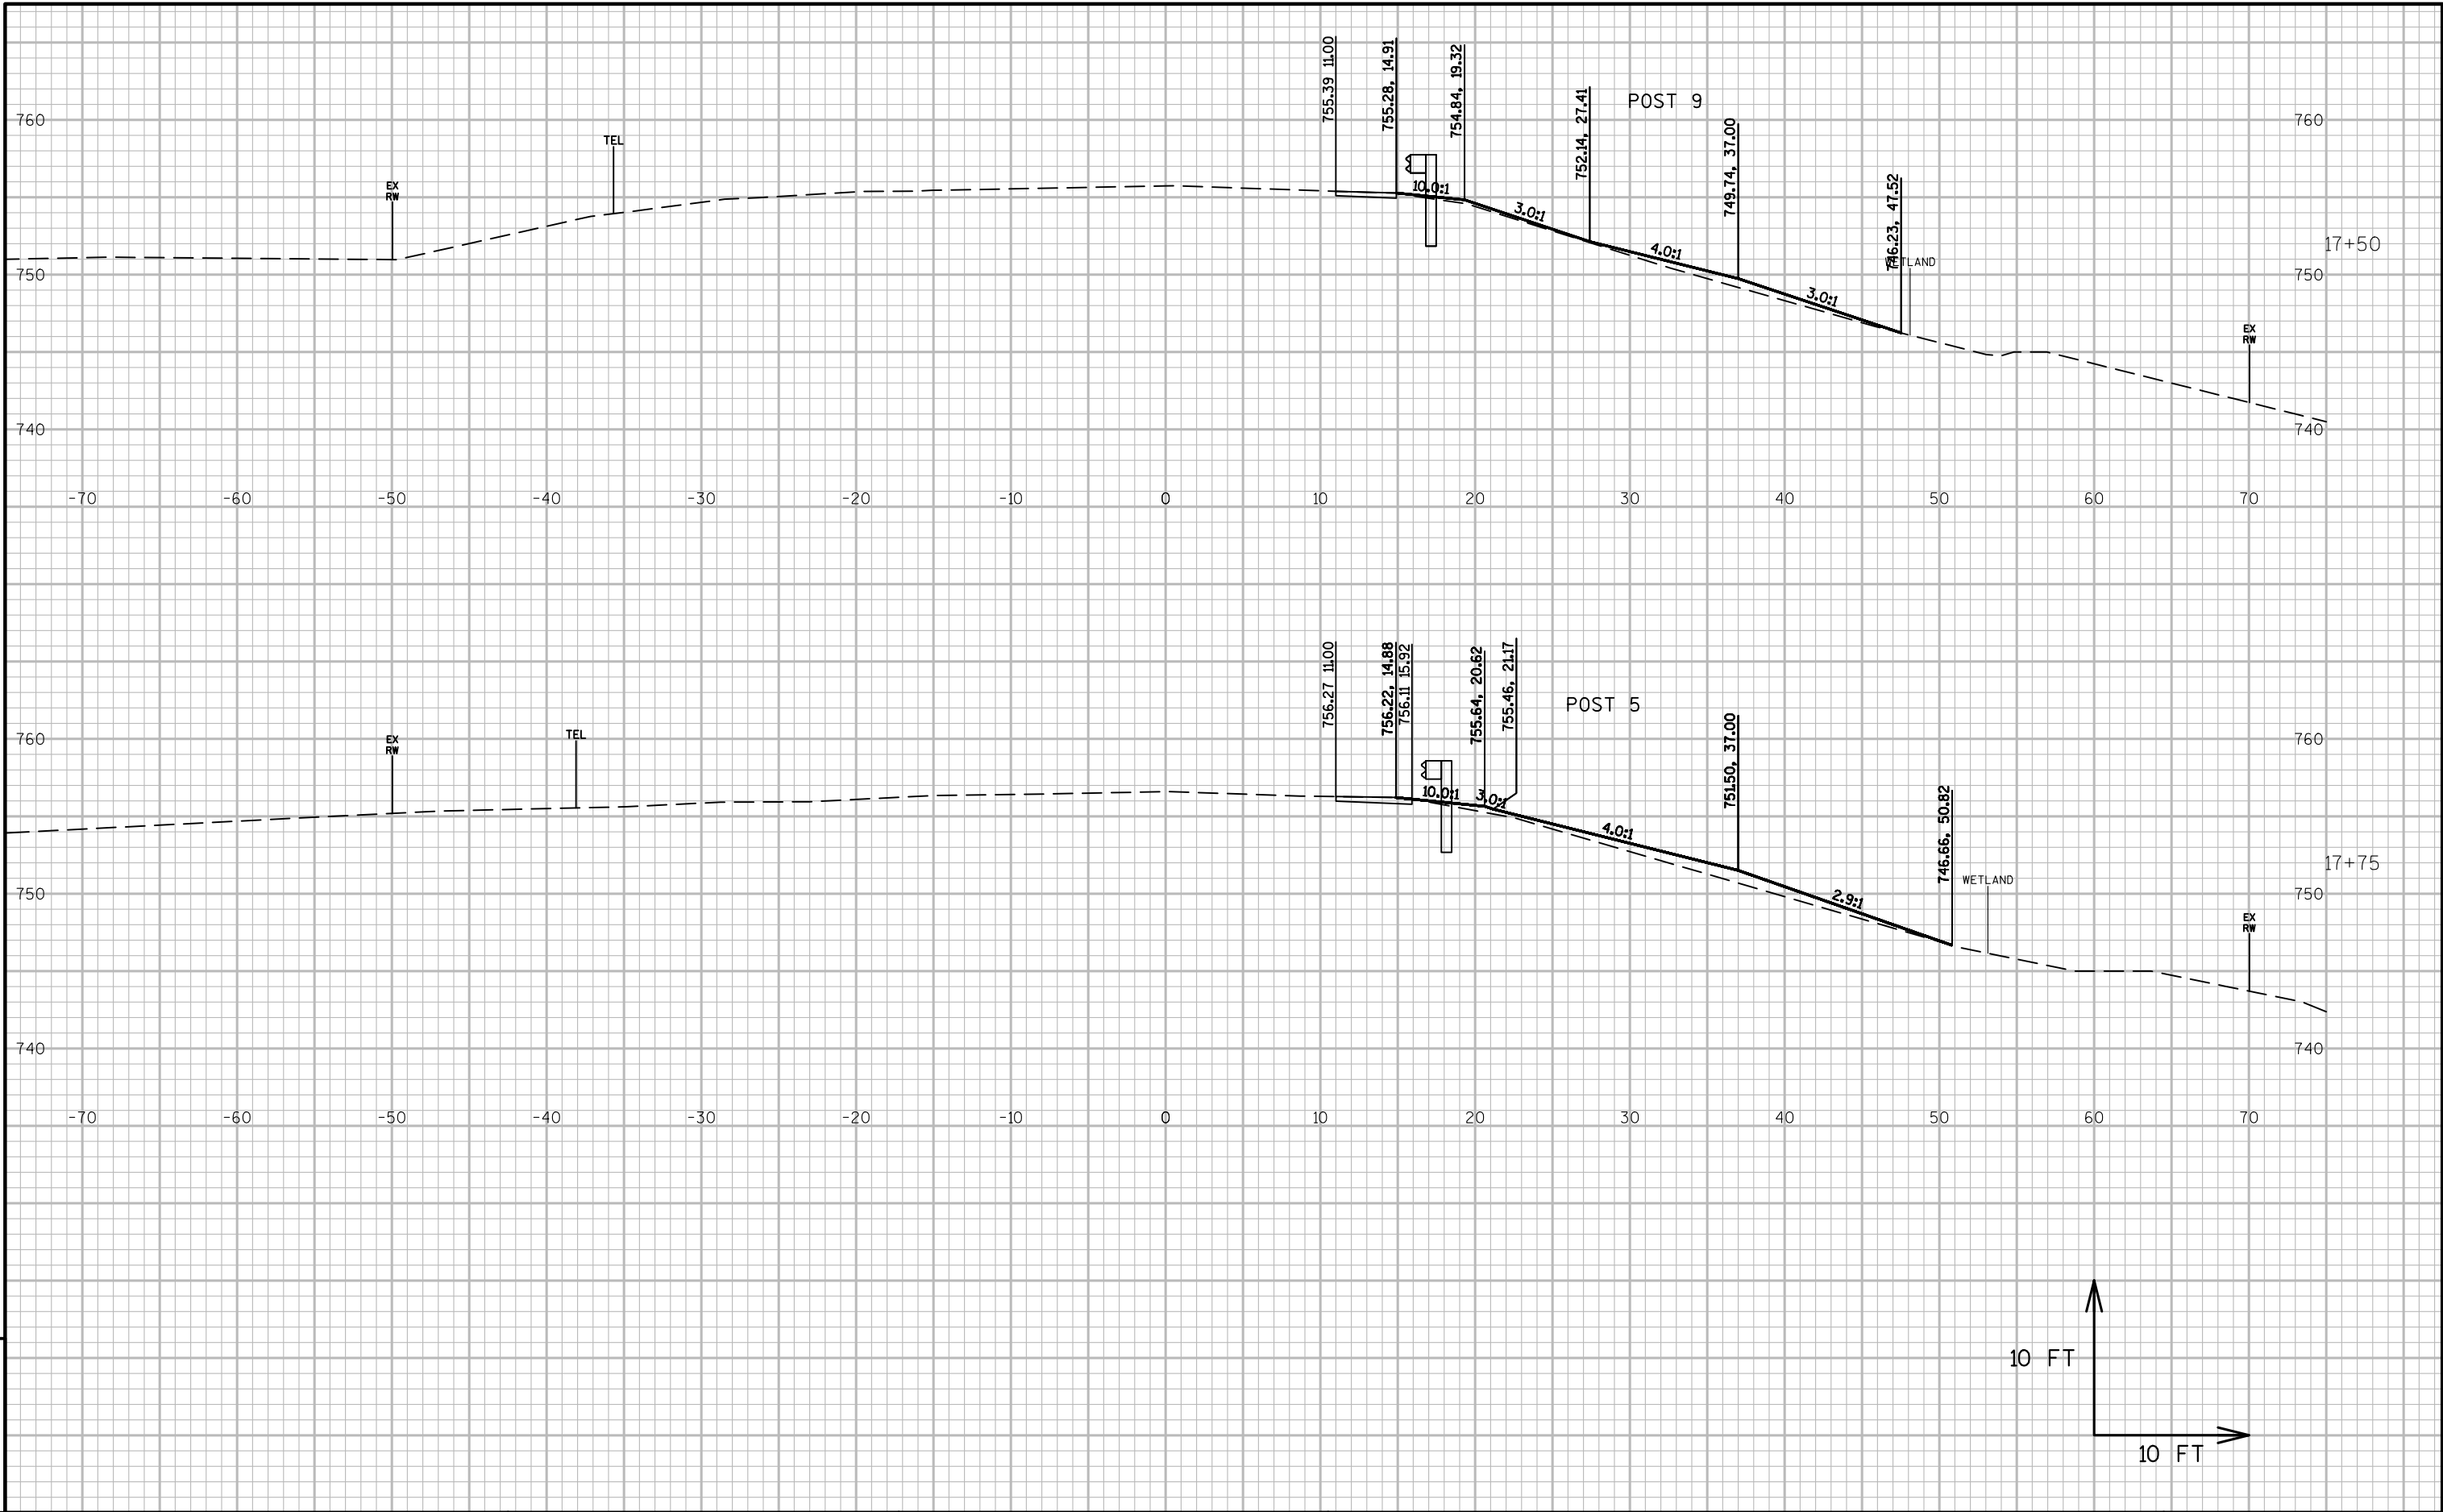 755.39 11.00
755.28, 14.91
754.84, 19.32
752.14, 27.41
POST 9
749.74, 37.00
746.23, 47.52
760
760
TEL
EX
RW
10.0:1
3.0:1
4.0:1
3.0:1
17+50
WETLAND
750
750
EX
RW
740
740
-70 -60 -50 -40 -30 -20 -10 0 10 20 30 40 50 60 70
756.27 11.00
756.22, 14.88
756.11 15.92
755.64, 20.62
755.46, 21.17
POST 5
751.50, 37.00
746.66, 50.82
760
760
EX
RW
TEL
10.0:1
3.0:1
4.0:1
2.9:1
17+75
WETLAND
750
750
EX
RW
740
740
-70 -60 -50 -40 -30 -20 -10 0 10 20 30 40 50 60 70
10 FT
10 FT